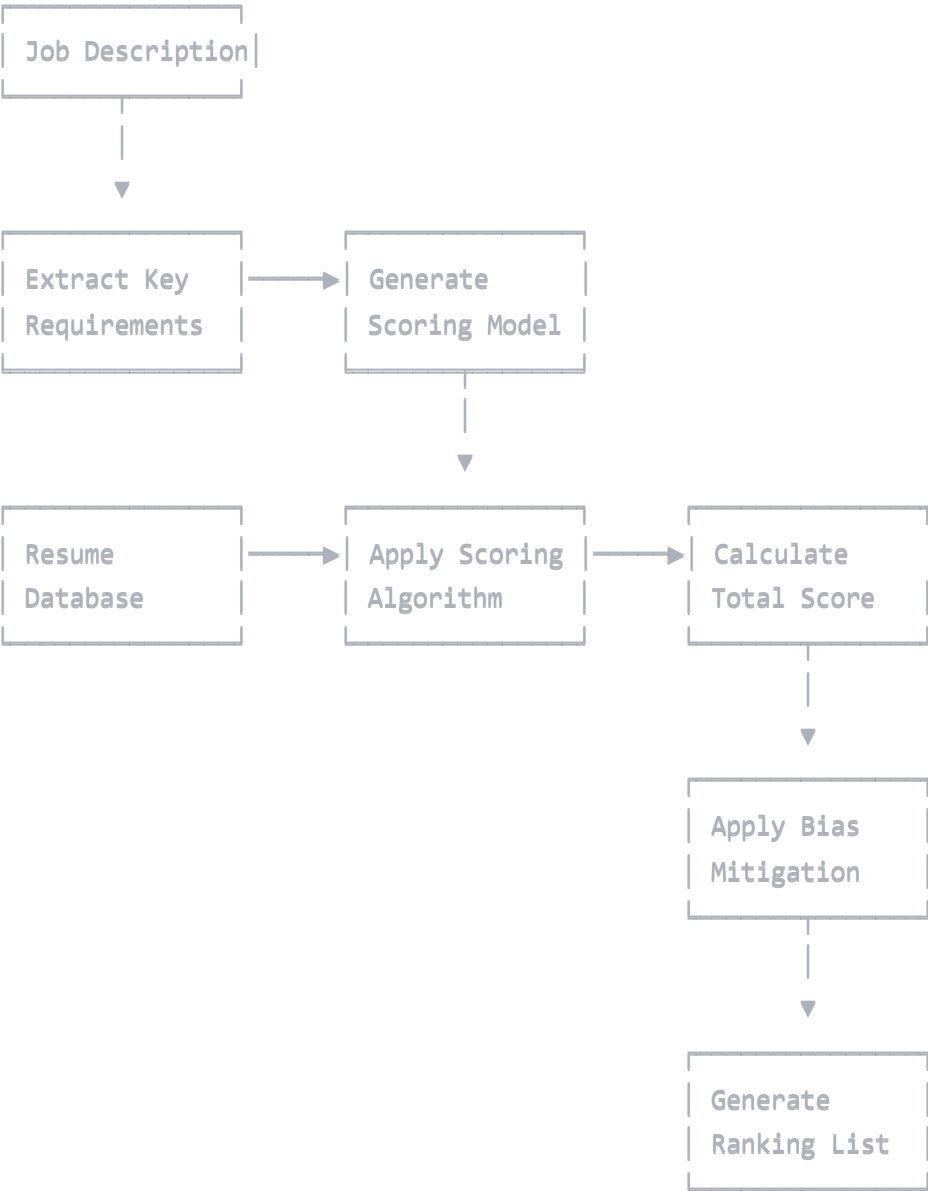 Job Description
Extract Key
Requirements
Generate
Scoring Model
Resume
Database
Apply Scoring
Algorithm
Calculate
Total Score
Apply Bias
Mitigation
Generate
Ranking List